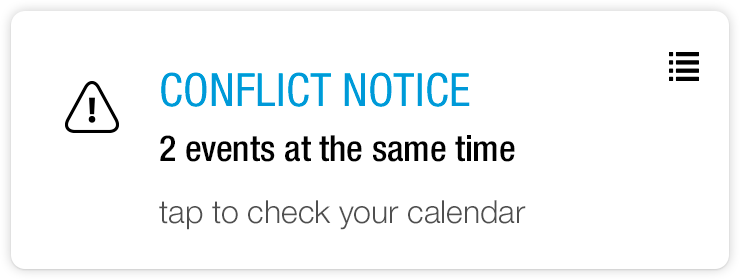 CONFLICT NOTICE
2 events at the same time
tap to check your calendar